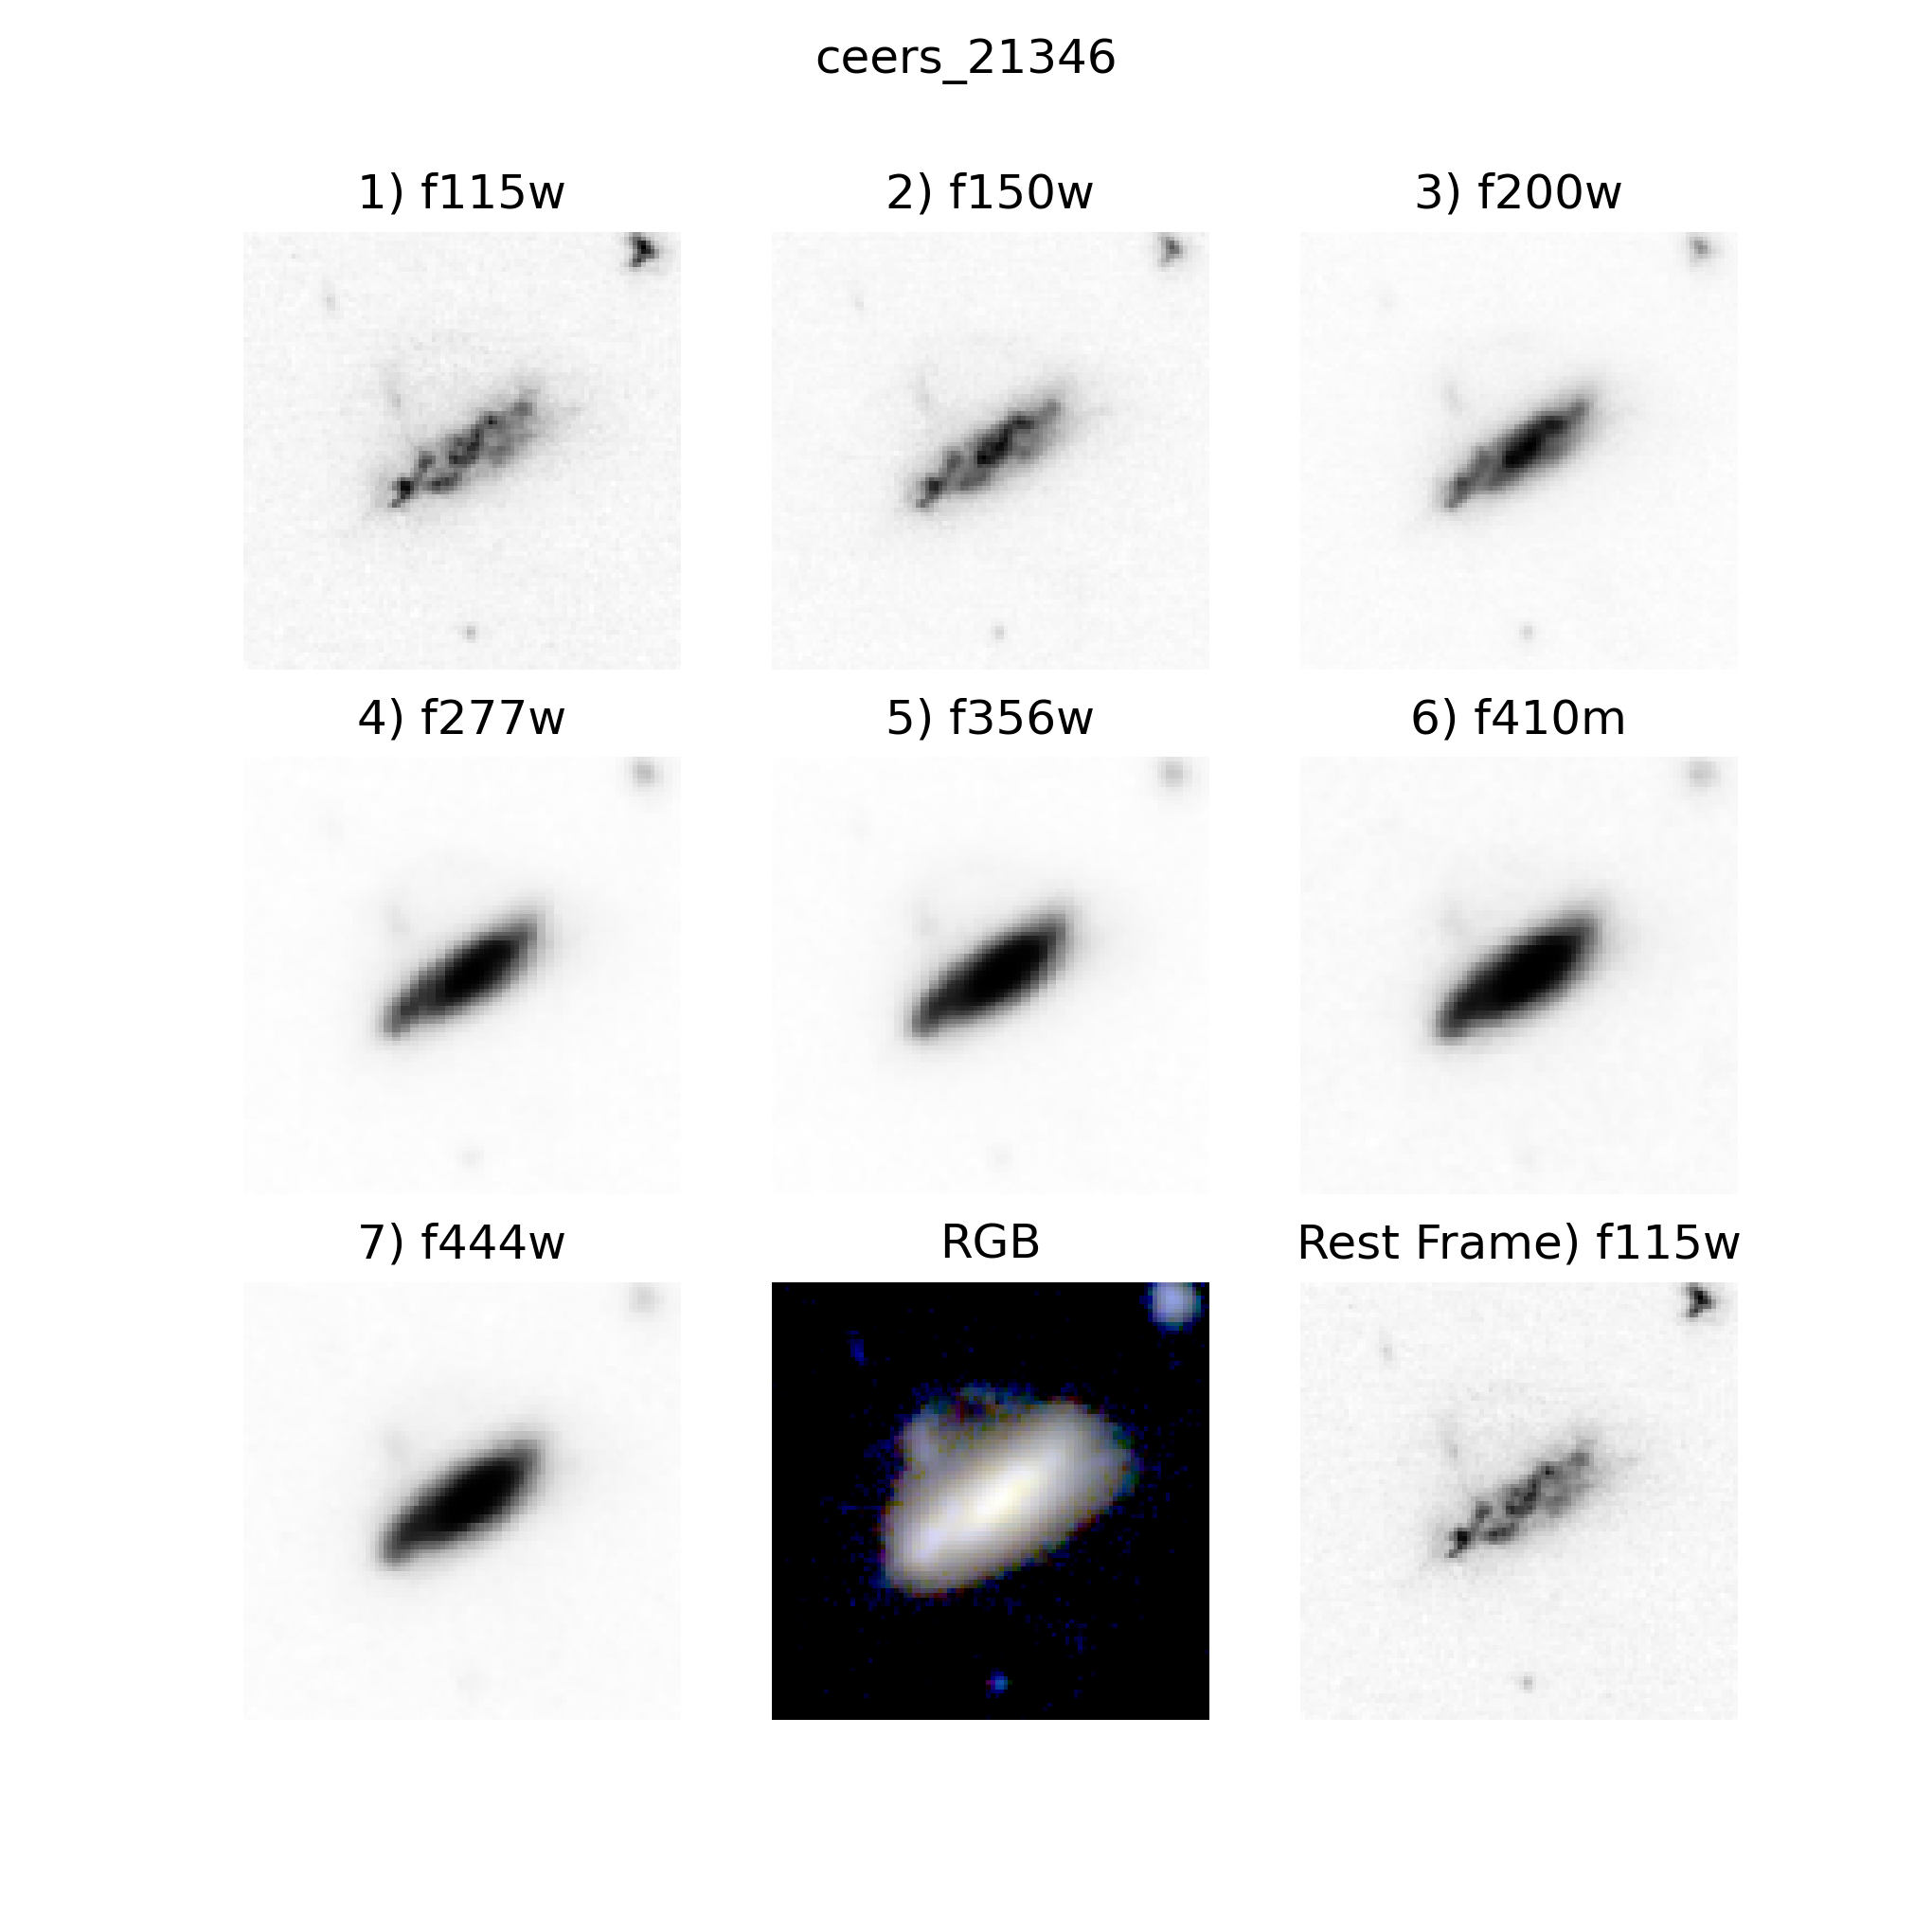 ceers_21346
1) f115w
2) f150w
3) f200w
4) f277w
5) f356w
6) f410m
7) f444w
RGB
Rest Frame) f115w